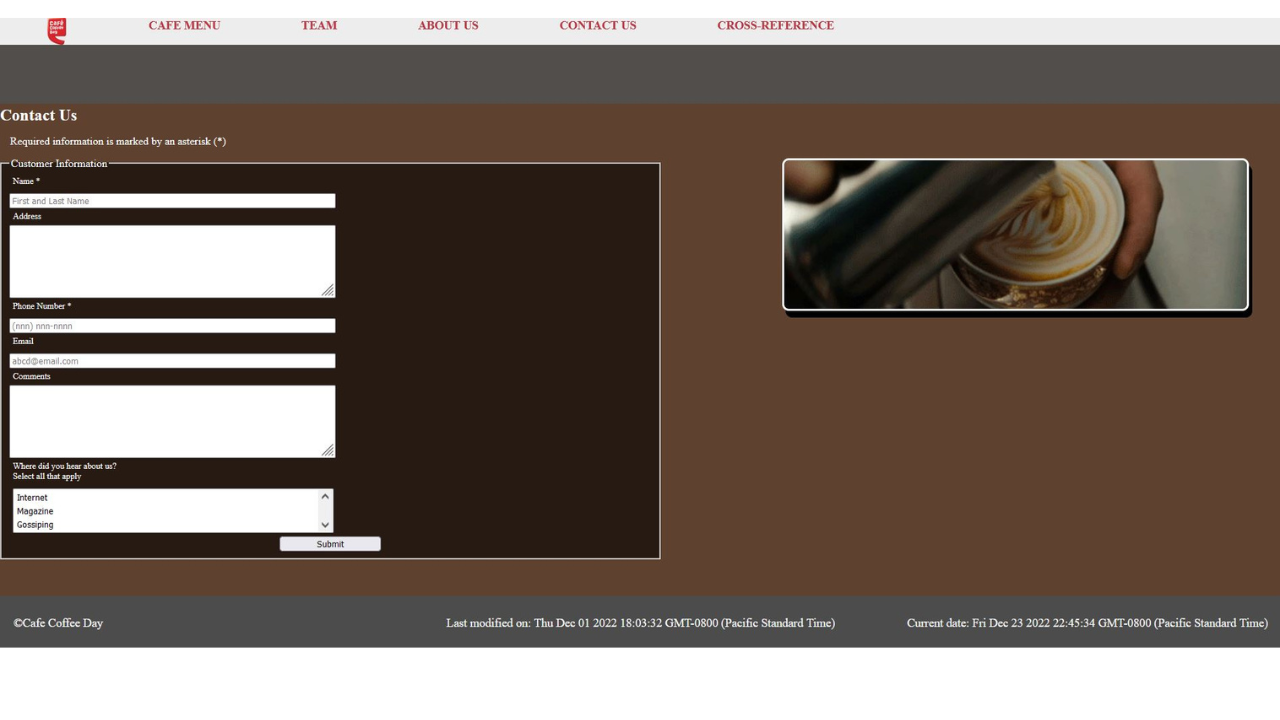 Café
Coffee
Day
CAFE MENU TEAM ABOUT US CONTACT US CROSS-REFERENCE
Contact Us
Required information is marked by an asterisk (*)
Customer Information
Name *
First and Last Name
Address
Phone Number *
(nnn) nnn-nnnn
Email
abcd@email.com
Comments
Where did you hear about us?
Select all that apply
Internet
Magazine
Gossiping
Submit
©Cafe Coffee Day Last modified on: Thu Dec 01 2022 18:03:32 GMT-0800 (Pacific Standard Time) Current date: Fri Dec 23 2022 22:45:34 GMT-0800 (Pacific Standard Time)